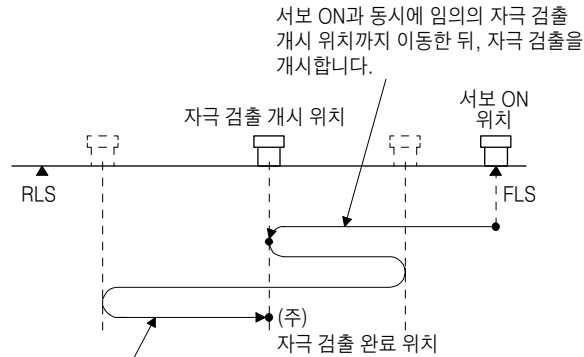 서보 ON과 동시에 임의의 자극 검출
개시 위치까지 이동한 뒤, 자극 검출을
개시합니다.
자극 검출 개시 위치
서보 ON
위치
RLS
FLS
(주)
자극 검출 완료 위치